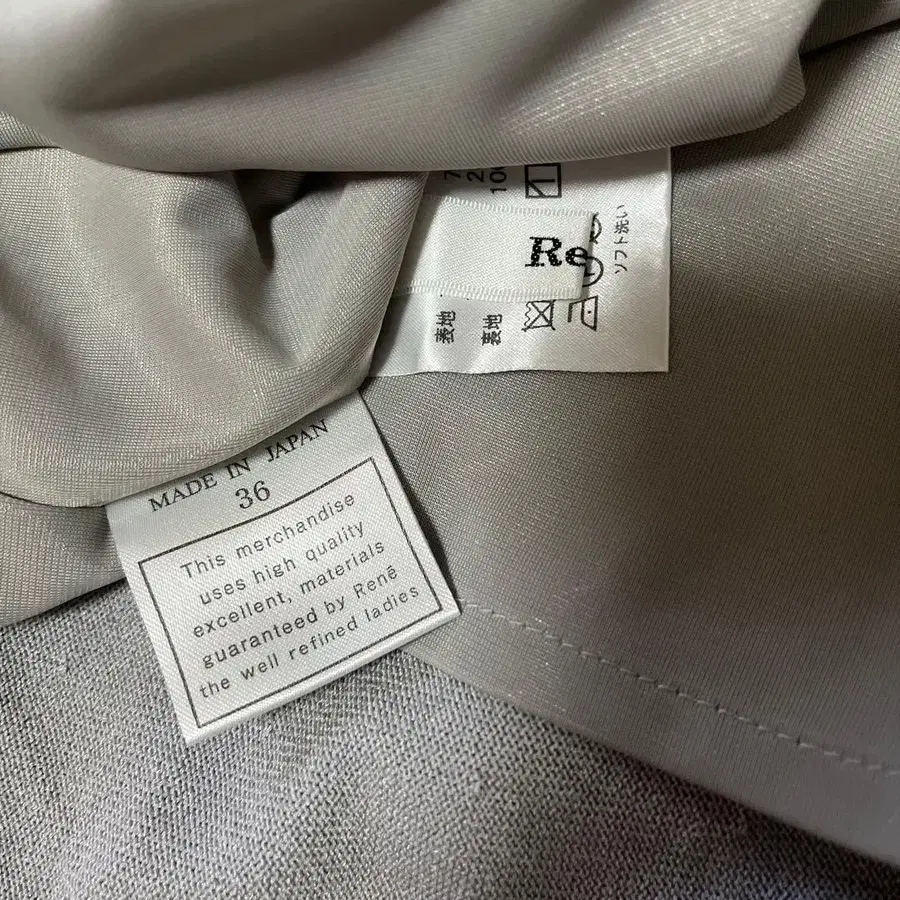 MADE IN JAPAN
36
This merchandise
uses high quality
excellent, materials
guaranteed by René
the well refined ladies
Re
表地
裏地
ソフト洗い